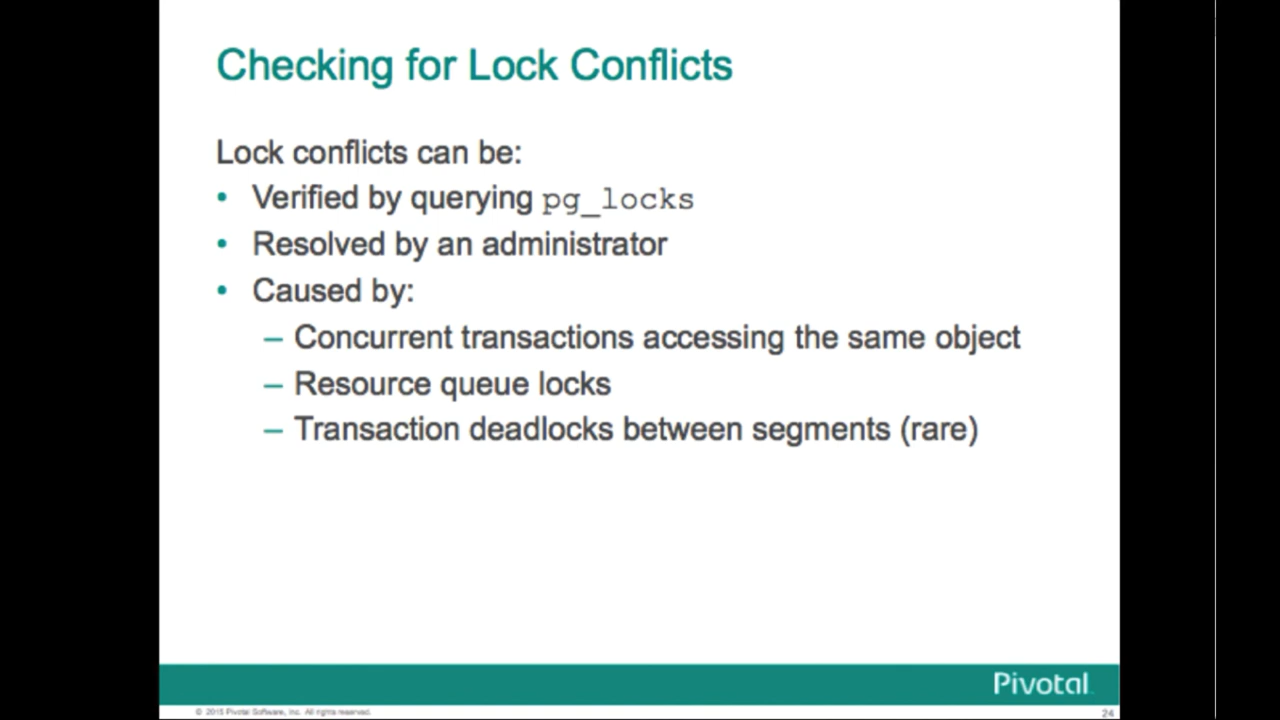 Checking for Lock Conflicts
Lock conflicts can be:
• Verified by querying pg_locks
• Resolved by an administrator
• Caused by:
– Concurrent transactions accessing the same object
– Resource queue locks
– Transaction deadlocks between segments (rare)
Pivotal
© 2015 Pivotal Software, Inc. All rights reserved.
24